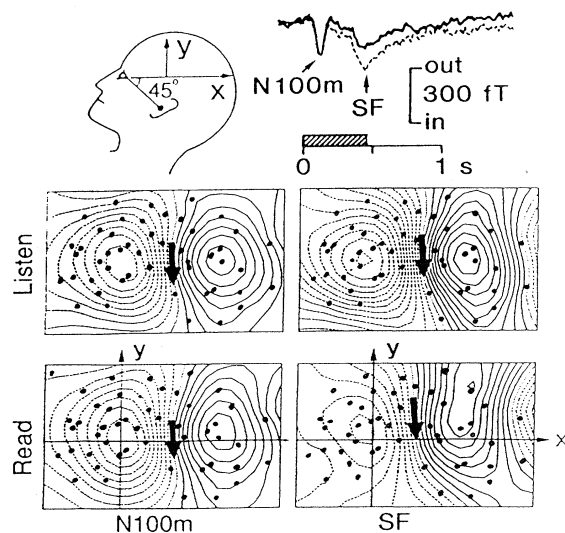 y
x
45°
N100m
SF
out
300 fT
in
0 1 s
Listen
Read
y
y
x
N100m
SF